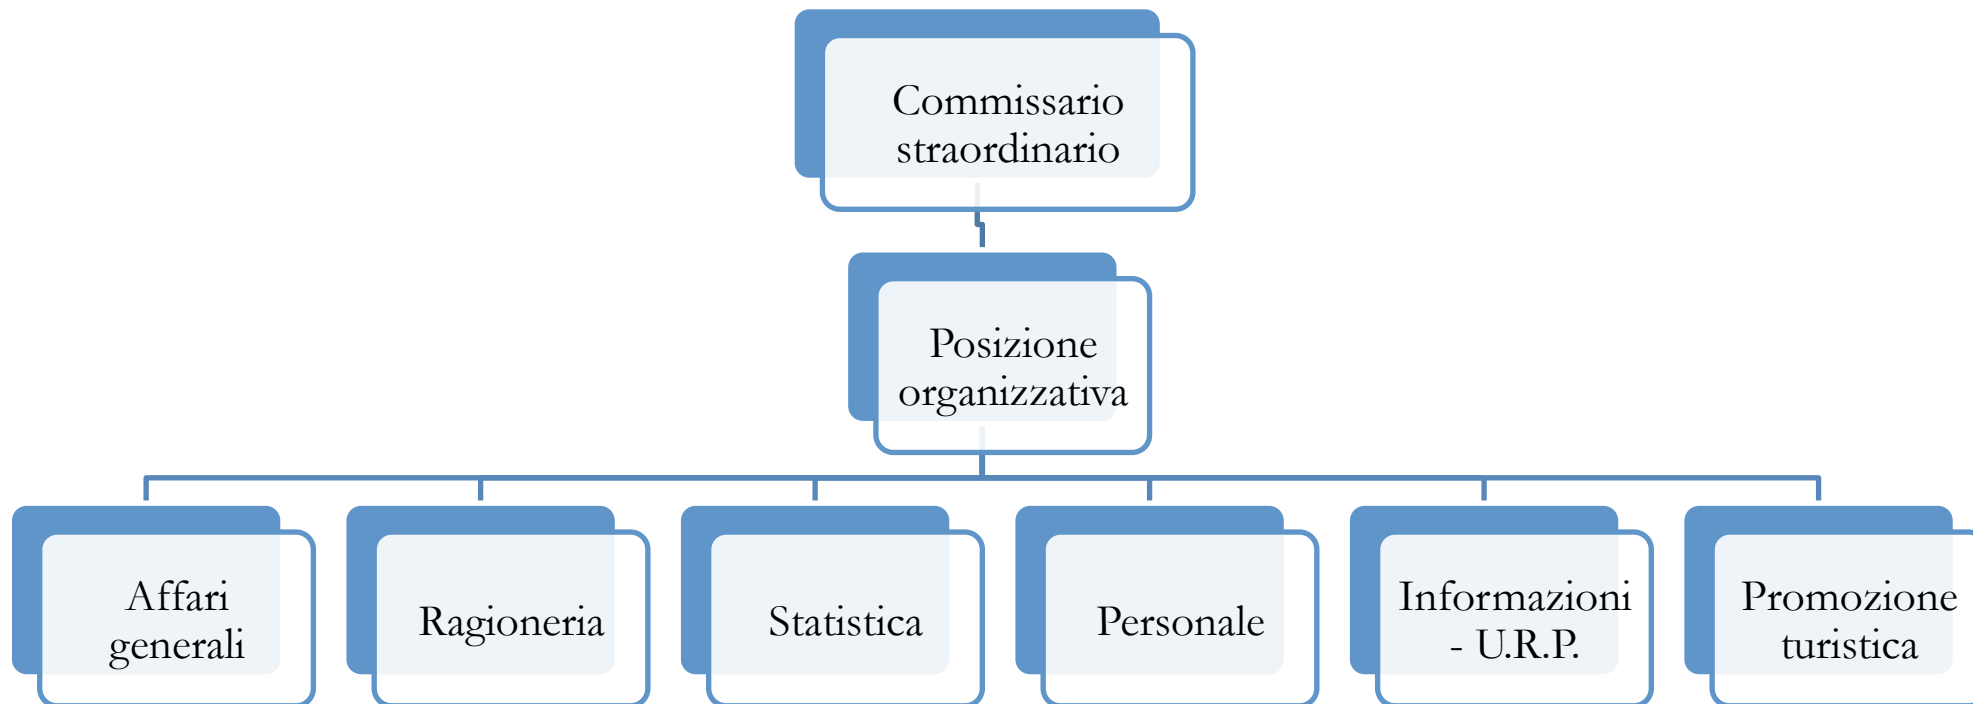 Commissario
straordinario
Posizione
organizzativa
Affari
generali
Ragioneria
Statistica
Personale
Informazioni
- U.R.P.
Promozione
turistica